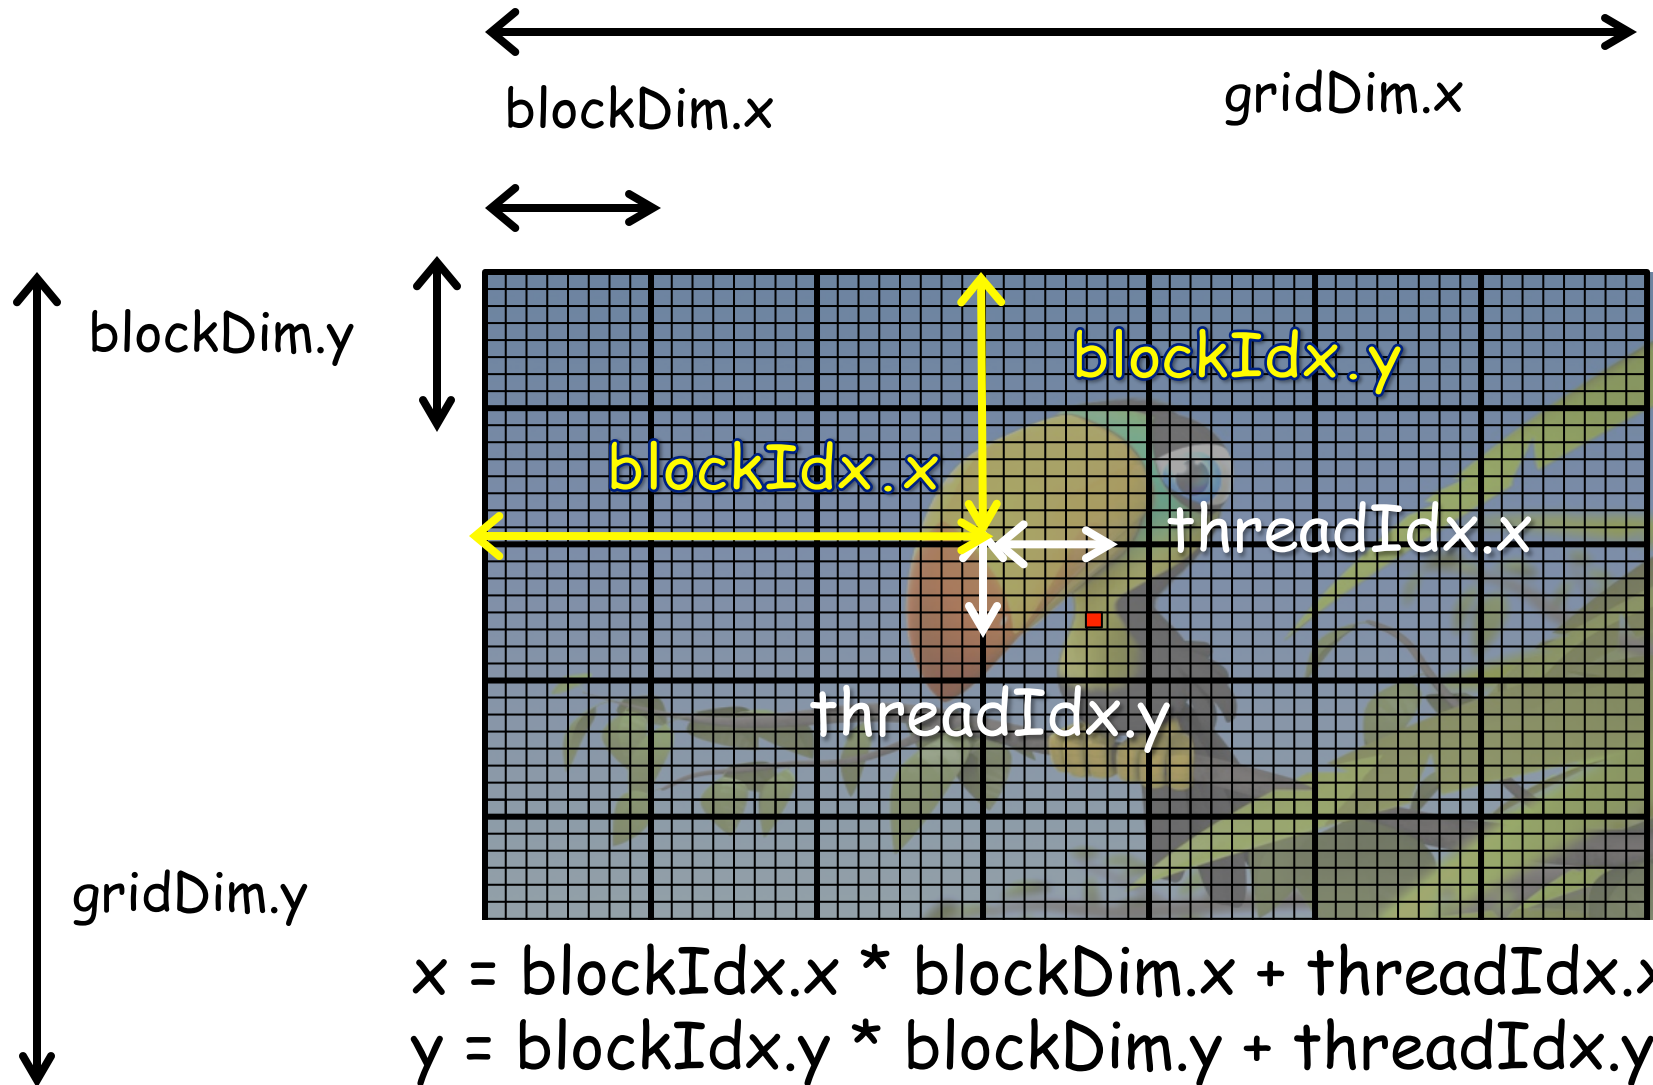 blockDim.x
gridDim.x
blockDim.y
blockIdx.y
blockIdx.x
threadIdx.x
threadIdx.y
gridDim.y
x = blockIdx.x * blockDim.x + threadIdx.x
y = blockIdx.y * blockDim.y + threadIdx.y